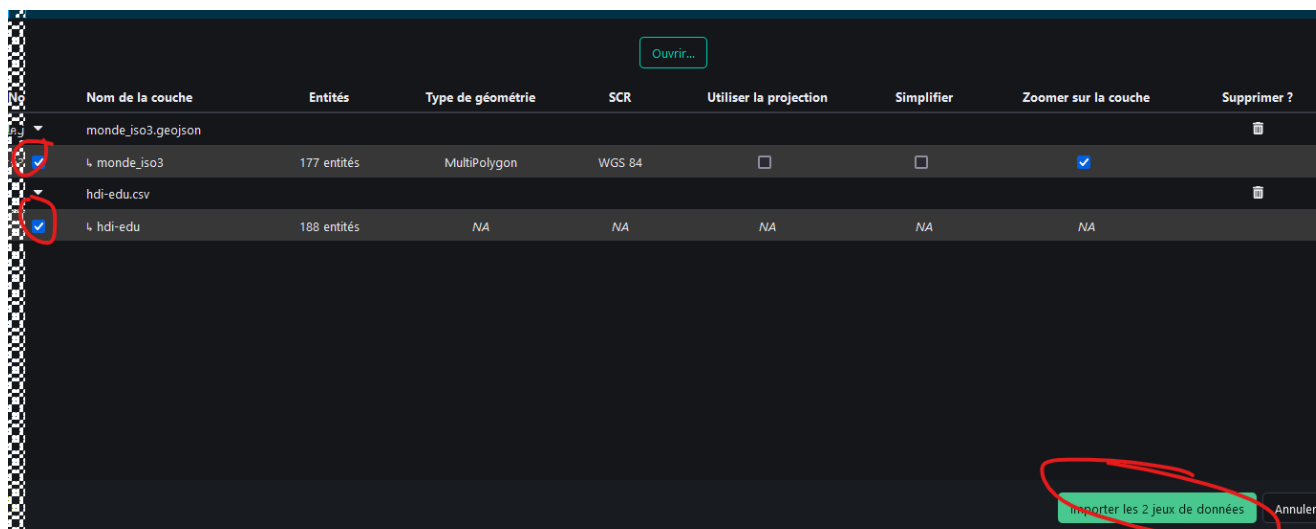 Ouvrir...
Nom de la couche Entités Type de géométrie SCR Utiliser la projection Simplifier Zoomer sur la couche Supprimer ?
monde_iso3.geojson
↳ monde_iso3 177 entités MultiPolygon WGS 84
hdi-edu.csv
↳ hdi-edu 188 entités NA NA NA NA NA
Importer les 2 jeux de données Annuler